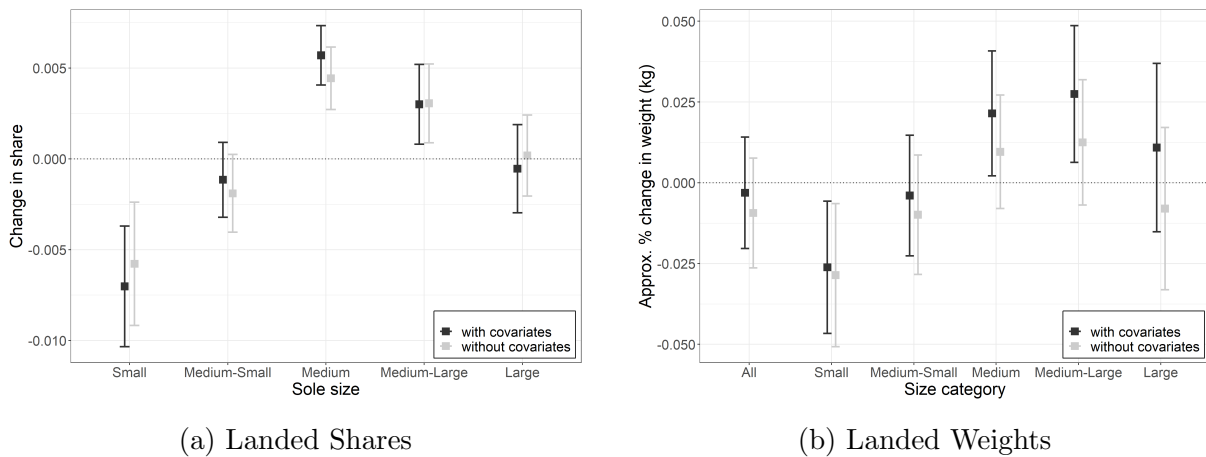 Change in share
0.005
0.000
-0.005
-0.010
Small Medium-Small Medium Medium-Large Large
Sole size
with covariates
without covariates
(a) Landed Shares
Approx. % change in weight (kg)
0.050
0.025
0.000
-0.025
-0.050
All Small Medium-Small Medium Medium-Large Large
Size category
with covariates
without covariates
(b) Landed Weights